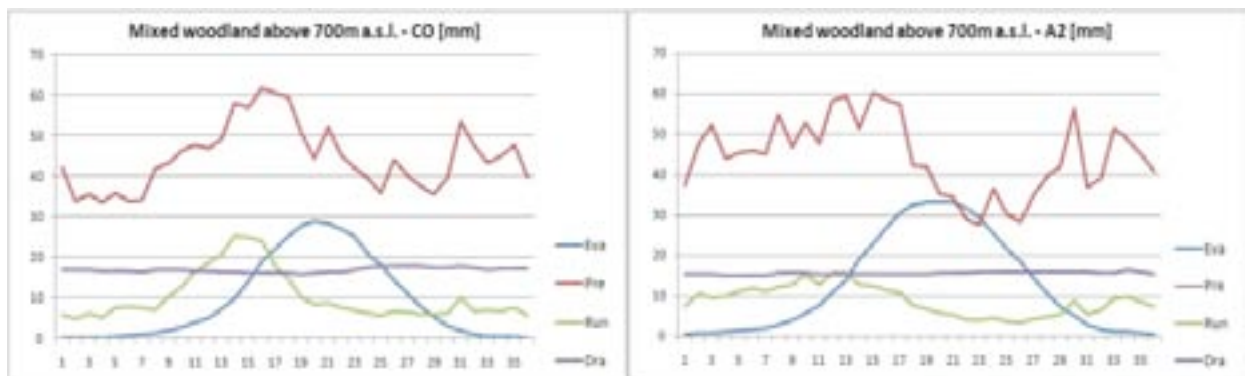 Mixed woodland above 700m a.s.l. - CO [mm]
70
60
50
40
30
20
10
0
1 3 5 7 9 11 13 15 17 19 21 23 25 27 29 31 33 35
Eva
Pre
Run
Dra
Mixed woodland above 700m a.s.l. - A2 [mm]
70
60
50
40
30
20
10
0
1 3 5 7 9 11 13 15 17 19 21 23 25 27 29 31 33 35
Eva
Pre
Run
Dra